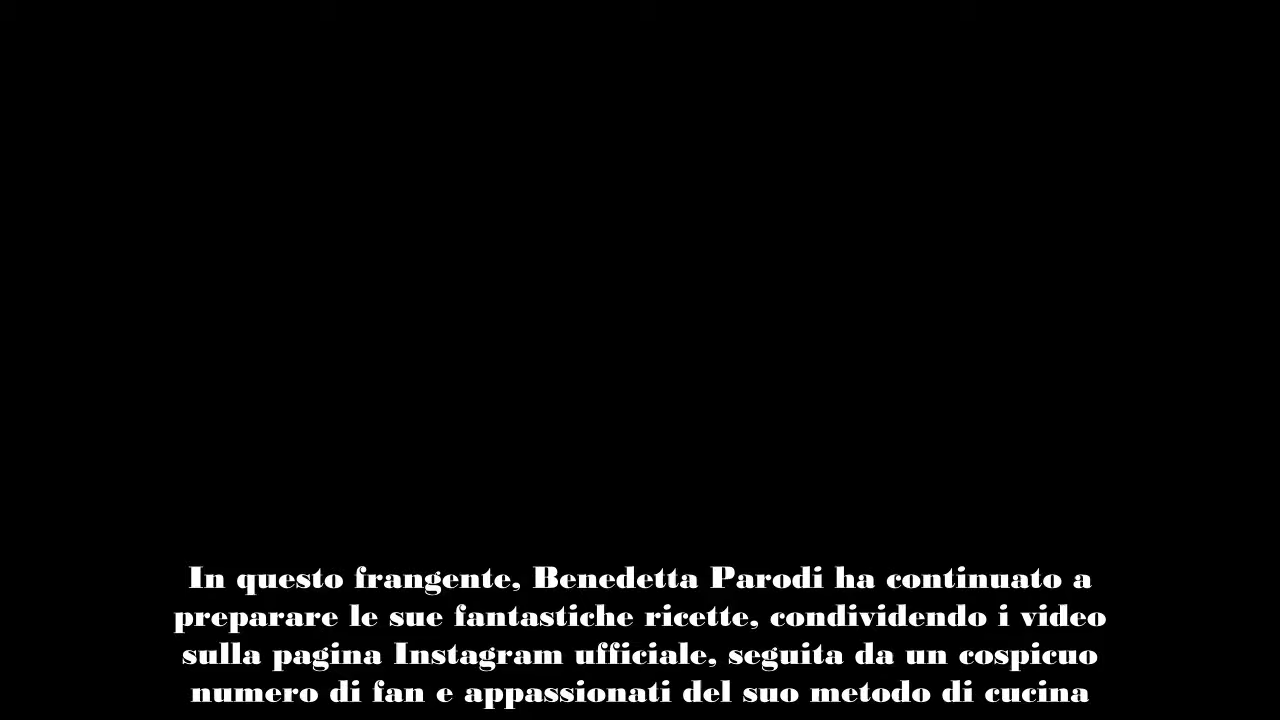 In questo frangente, Benedetta Parodi ha continuato a
preparare le sue fantastiche ricette, condividendo i video
sulla pagina Instagram ufficiale, seguita da un cospicuo
numero di fan e appassionati del suo metodo di cucina